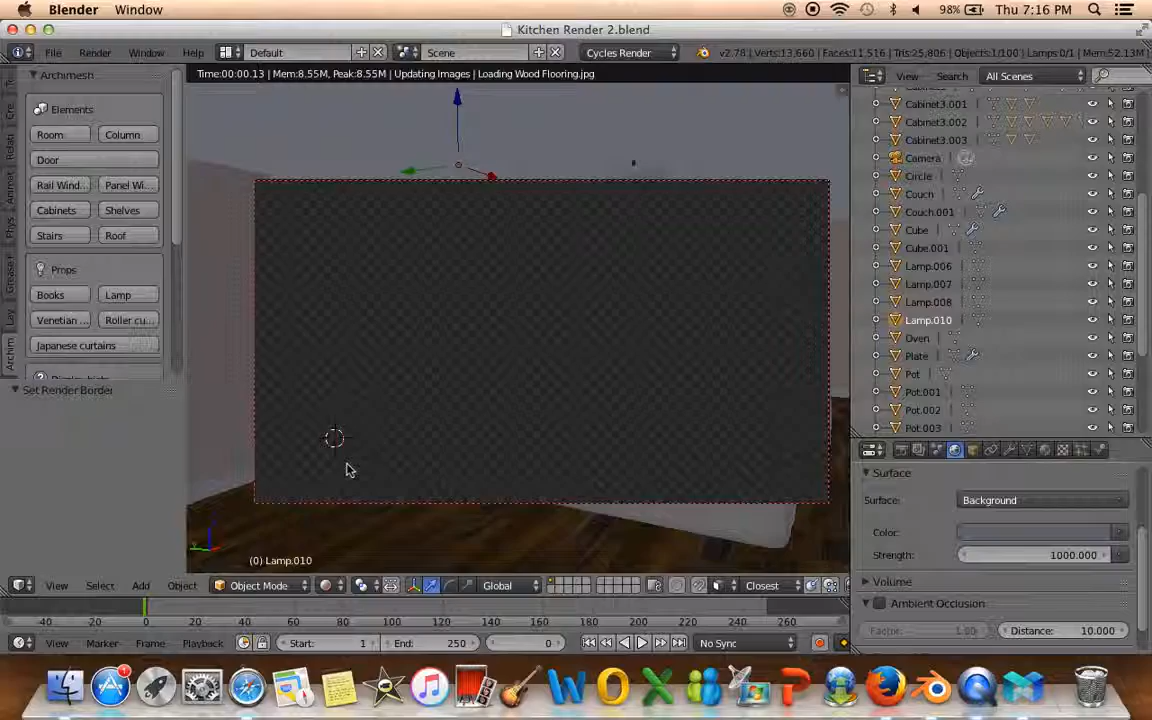 Blender Window 98% Thu 7:16 PM
Kitchen Render 2.blend
File Render Window Help Default Scene Cycles Render v2.78 | Verts:13,660 | Faces:11,516 | Tris:25,806 | Objects:1/100 | Lamps:0/1 | Mem:52.13M
Archimesh
Time:00:00.13 | Mem:8.55M, Peak:8.55M | Updating Images | Loading Wood Flooring.jpg
View Search All Scenes
Elements
Room Column
Door
Rail Wind... Panel Wi...
Cabinets Shelves
Stairs Roof
Props
Books Lamp
Venetian ... Roller cu...
Japanese curtains
Set Render Border
Cabinet3.001
Cabinet3.002
Cabinet3.003
Camera
Circle
Couch
Couch.001
Cube
Cube.001
Lamp.006
Lamp.007
Lamp.008
Lamp.010
Oven
Plate
Pot
Pot.001
Pot.002
Pot.003
Surface
Surface: Background
Color:
Strength: 1000.000
Volume
Ambient Occlusion
Factor: 1.00 Distance: 10.000
(0) Lamp.010
View Select Add Object Object Mode Global Closest
-40 -20 0 20 40 60 80 100 120 140 160 180 200 220 240 260
View Marker Frame Playback Start: 1 End: 250 0 No Sync